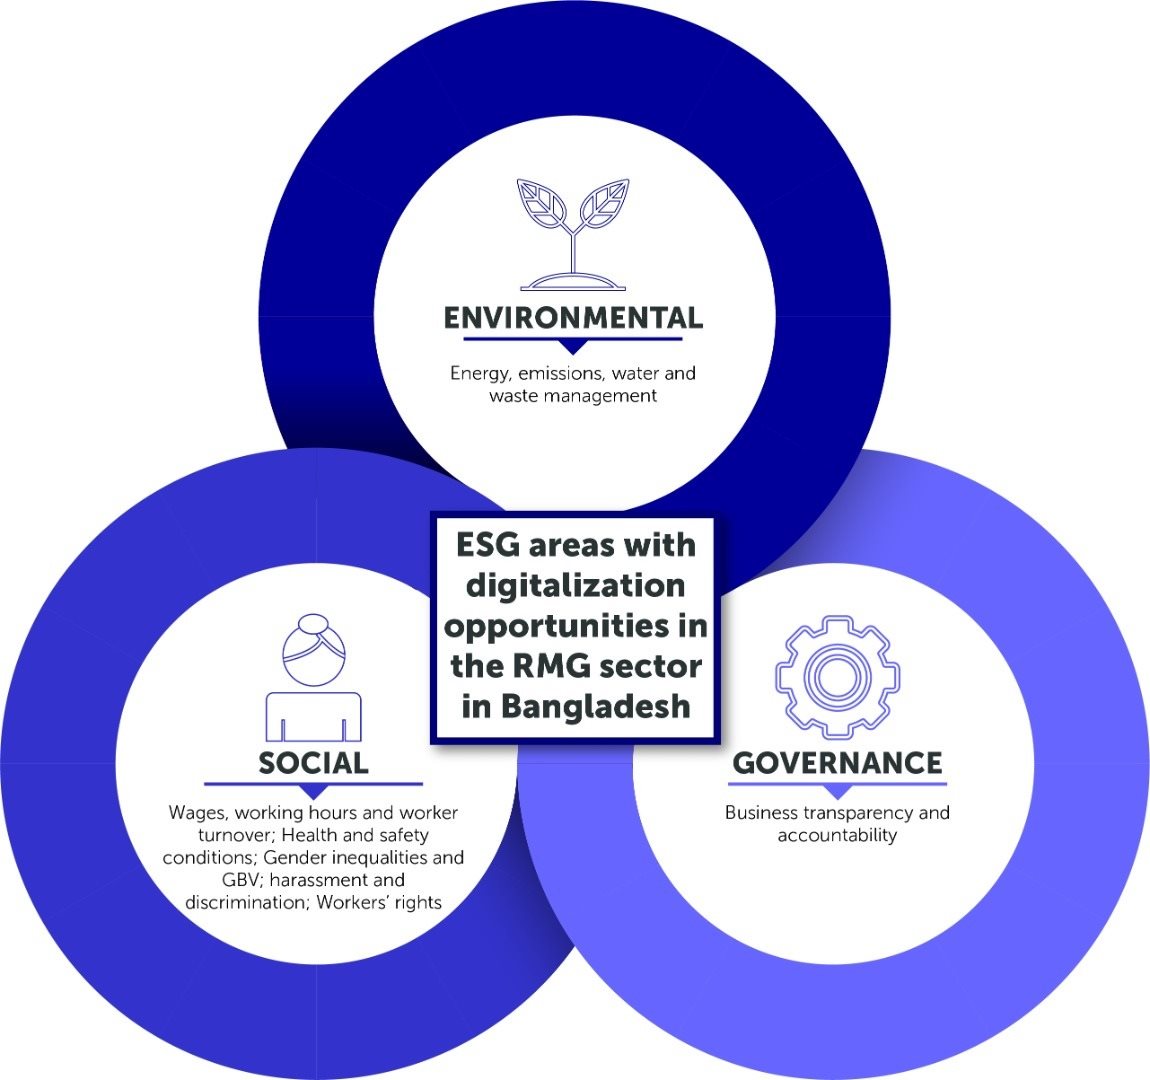 ENVIRONMENTAL
Energy, emissions, water and
waste management
ESG areas with
digitalization
opportunities in
the RMG sector
in Bangladesh
SOCIAL
Wages, working hours and worker
turnover; Health and safety
conditions; Gender inequalities and
GBV; harassment and
discrimination; Workers’ rights
GOVERNANCE
Business transparency and
accountability